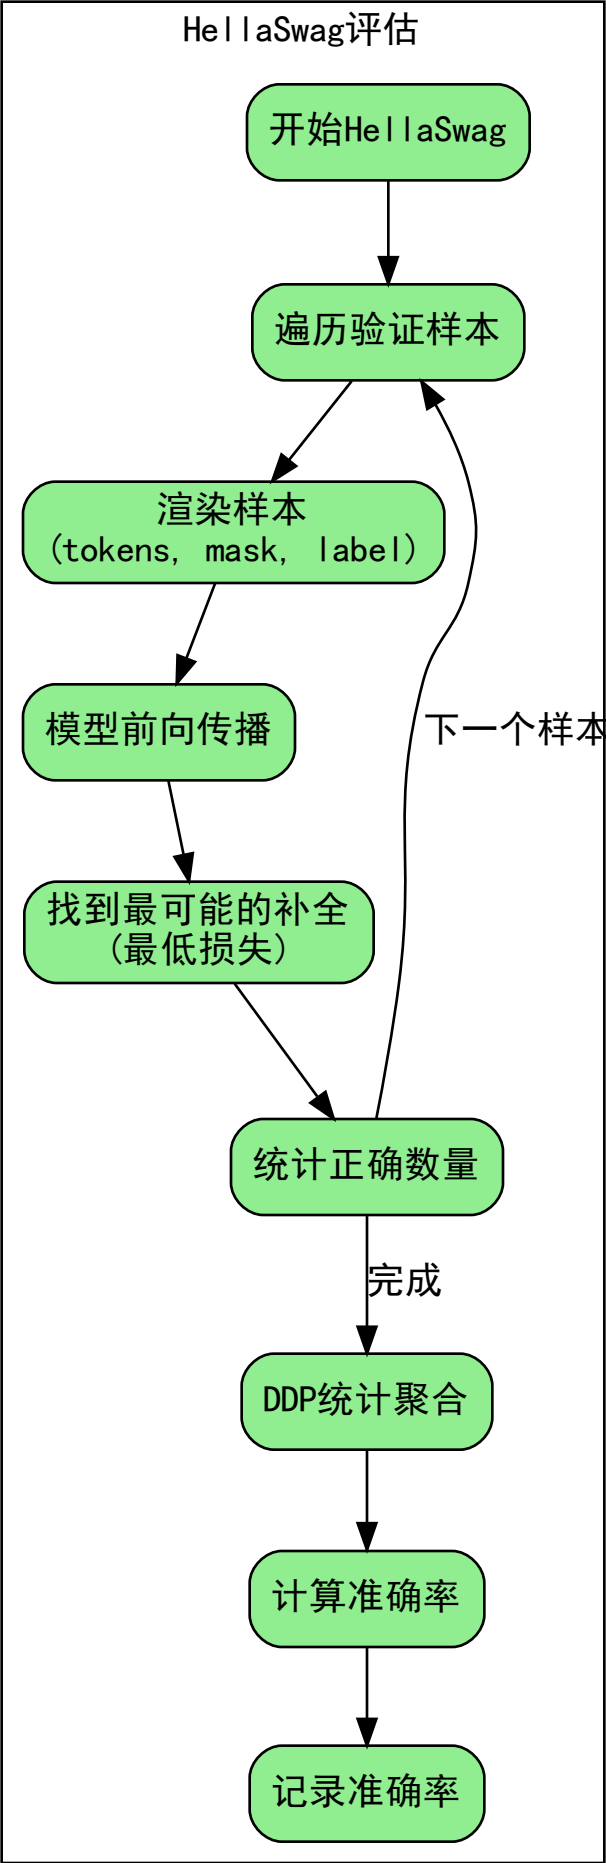 HellaSwag评估
开始HellaSwag
遍历验证样本
渲染样本
(tokens, mask, label)
模型前向传播
下一个样本
找到最可能的补全
(最低损失)
统计正确数量
完成
DDP统计聚合
计算准确率
记录准确率